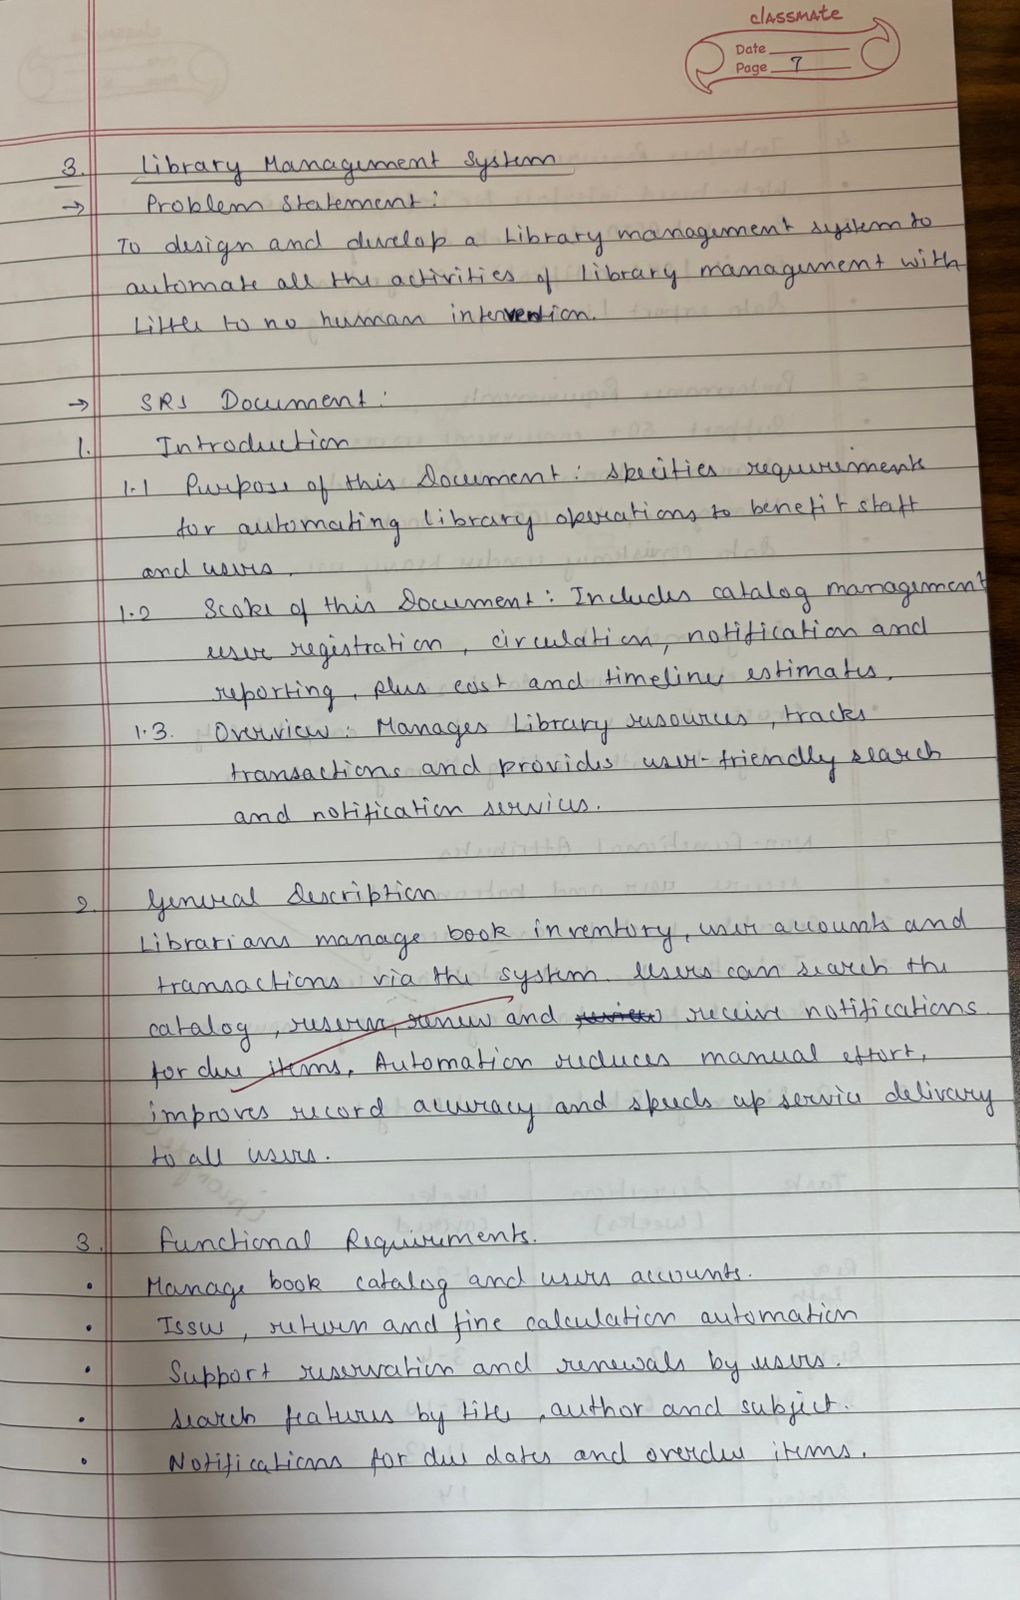 classmate
Date
Page 7
3. Library Management System
→ Problem Statement:
To design and develop a Library management system to
automate all the activities of library management with
little to no human intervention.
→ SRS Document:
1. Introduction
1.1 Purpose of this Document: specifies requirements
for automating library operations to benefit staff
and users.
1.2 Scope of this Document: Includes catalog management
user registration, circulation, notification and
reporting, plus cost and timeline estimates.
1.3. Overview: Manages Library resources, tracks
transactions and provides user-friendly search
and notification services.
2. General Description
Librarians manage book inventory, user accounts and
transactions via the system. Users can search the
catalog, reserve, renew and receive notifications
for due items. Automation reduces manual effort,
improves record accuracy and speeds up service delivary
to all users.
3. Functional Requirements.
• Manage book catalog and users accounts.
• Issue, return and fine calculation automation
• Support reservation and renewals by users.
• Search features by title, author and subject.
• Notifications for due dates and overdue items.